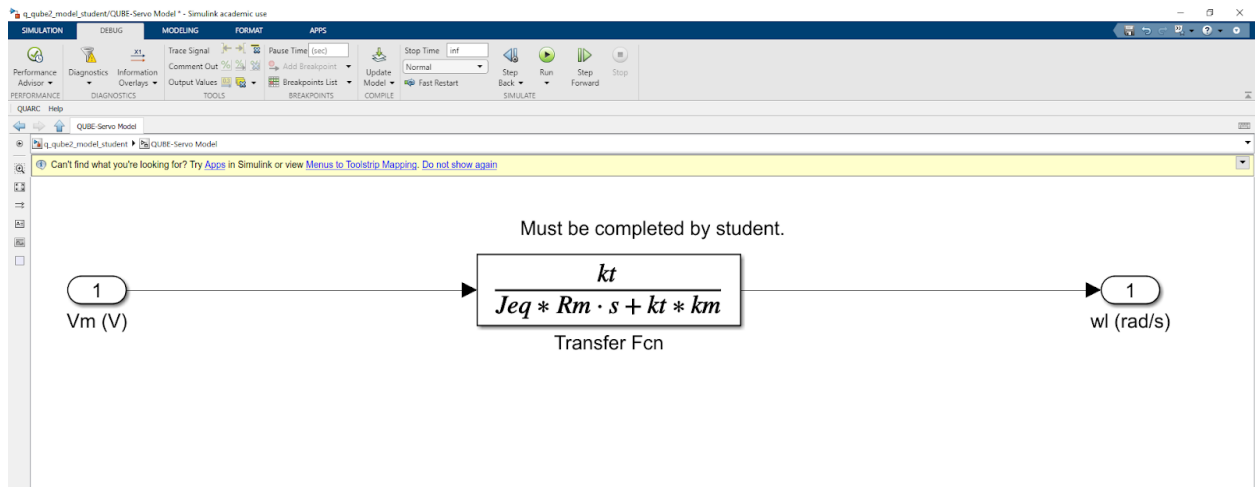 q_qube2_model_student/QUBE-Servo Model * - Simulink academic use
SIMULATION DEBUG MODELING FORMAT APPS
Performance Advisor
Diagnostics
Information Overlays
Trace Signal
Comment Out
Output Values
Pause Time (sec)
Add Breakpoint
Breakpoints List
Update Model
Stop Time inf
Normal
Fast Restart
Step Back
Run
Step Forward
Stop
PERFORMANCE DIAGNOSTICS TOOLS BREAKPOINTS COMPILE SIMULATE
QUARC Help
QUBE-Servo Model
q_qube2_model_student QUBE-Servo Model
Can't find what you're looking for? Try Apps in Simulink or view Menus to Toolstrip Mapping. Do not show again
Must be completed by student.
1
Vm (V)
kt
Jeq * Rm · s + kt * km
Transfer Fcn
1
wl (rad/s)